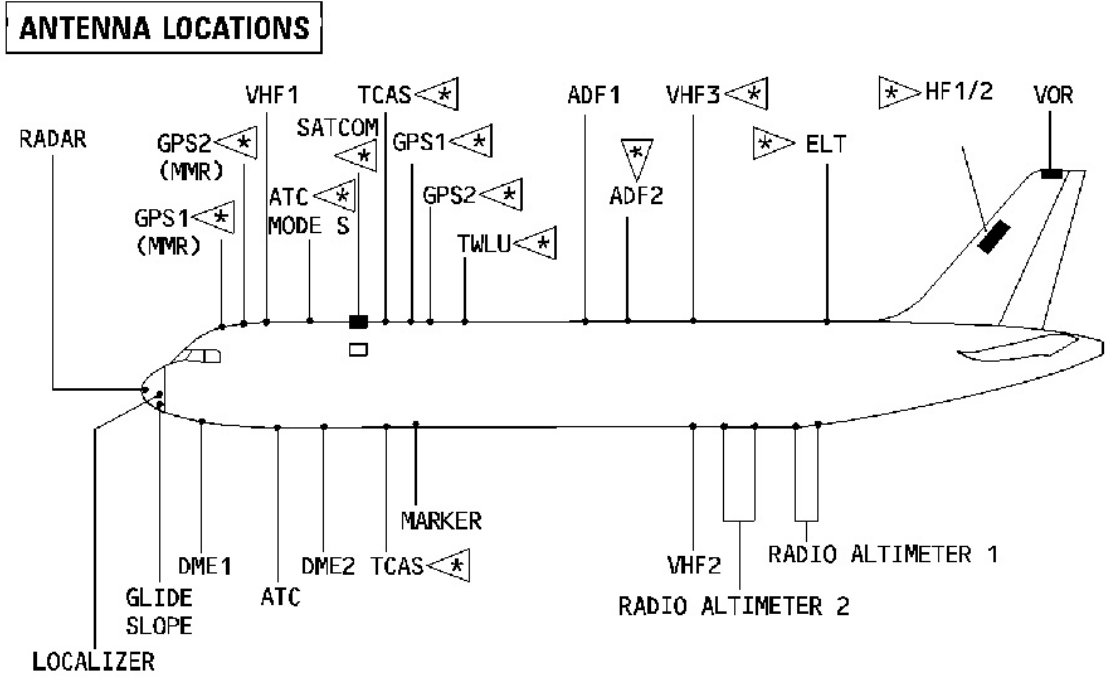 ANTENNA LOCATIONS
RADAR
GPS2 *
(MMR)
GPS1 *
(MMR)
VHF1
ATC *
MODE S
SATCOM
*
TCAS *
GPS1 *
GPS2 *
TWLU *
ADF1
*
ADF2
VHF3 *
* ELT
* HF1/2
VOR
LOCALIZER
GLIDE
SLOPE
DME1
ATC
DME2
TCAS *
MARKER
VHF2
RADIO ALTIMETER 2
RADIO ALTIMETER 1